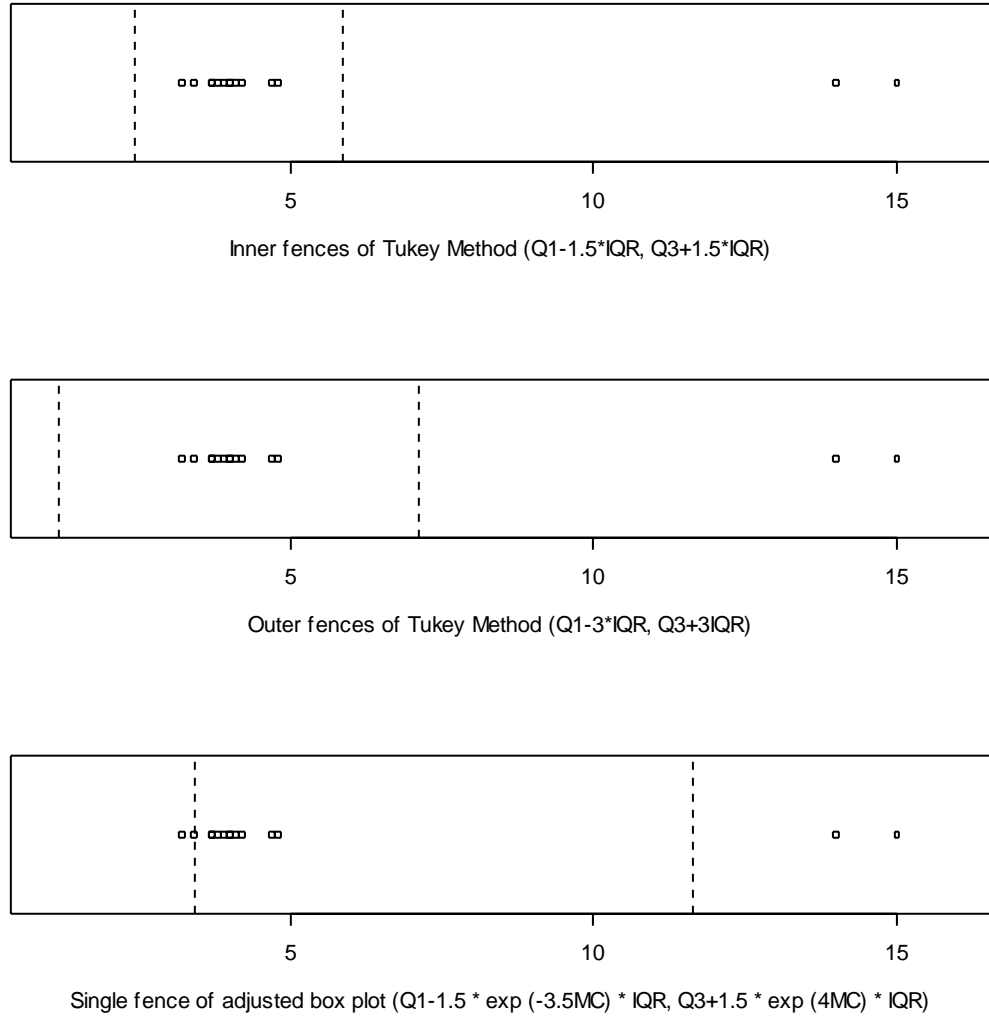 5 10 15
Inner fences of Tukey Method (Q1-1.5*IQR, Q3+1.5*IQR)
5 10 15
Outer fences of Tukey Method (Q1-3*IQR, Q3+3IQR)
5 10 15
Single fence of adjusted box plot (Q1-1.5 * exp (-3.5MC) * IQR, Q3+1.5 * exp (4MC) * IQR)